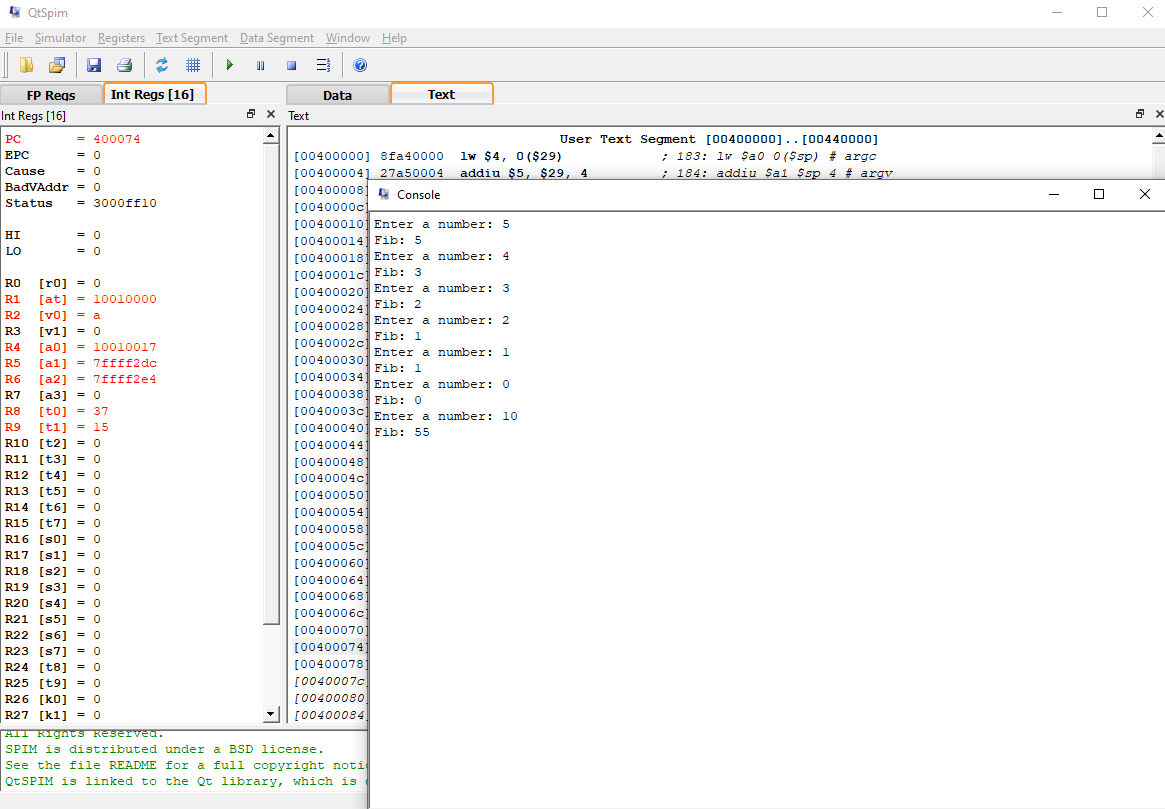 QtSpim
File Simulator Registers Text Segment Data Segment Window Help
FP Regs Int Regs [16] Data Text
Int Regs [16]
PC = 400074
EPC = 0
Cause = 0
BadVAddr = 0
Status = 3000ff10
HI = 0
LO = 0
R0 [r0] = 0
R1 [at] = 10010000
R2 [v0] = a
R3 [v1] = 0
R4 [a0] = 10010017
R5 [a1] = 7ffff2dc
R6 [a2] = 7ffff2e4
R7 [a3] = 0
R8 [t0] = 37
R9 [t1] = 15
R10 [t2] = 0
R11 [t3] = 0
R12 [t4] = 0
R13 [t5] = 0
R14 [t6] = 0
R15 [t7] = 0
R16 [s0] = 0
R17 [s1] = 0
R18 [s2] = 0
R19 [s3] = 0
R20 [s4] = 0
R21 [s5] = 0
R22 [s6] = 0
R23 [s7] = 0
R24 [t8] = 0
R25 [t9] = 0
R26 [k0] = 0
R27 [k1] = 0
Text
User Text Segment [00400000]..[00440000]
[00400000] 8fa40000 lw $4, 0($29) ; 183: lw $a0 0($sp) # argc
[00400004] 27a50004 addiu $5, $29, 4 ; 184: addiu $a1 $sp 4 # argv
[00400008]
[0040000c]
[00400010]
[00400014]
[00400018]
[0040001c]
[00400020]
[00400024]
[00400028]
[0040002c]
[00400030]
[00400034]
[00400038]
[0040003c]
[00400040]
[00400044]
[00400048]
[0040004c]
[00400050]
[00400054]
[00400058]
[0040005c]
[00400060]
[00400064]
[00400068]
[0040006c]
[00400070]
[00400074]
[00400078]
[0040007c]
[00400080]
[00400084]
Console
Enter a number: 5
Fib: 5
Enter a number: 4
Fib: 3
Enter a number: 3
Fib: 2
Enter a number: 2
Fib: 1
Enter a number: 1
Fib: 1
Enter a number: 0
Fib: 0
Enter a number: 10
Fib: 55
All Rights Reserved.
SPIM is distributed under a BSD license.
See the file README for a full copyright noti
QtSPIM is linked to the Qt library, which is